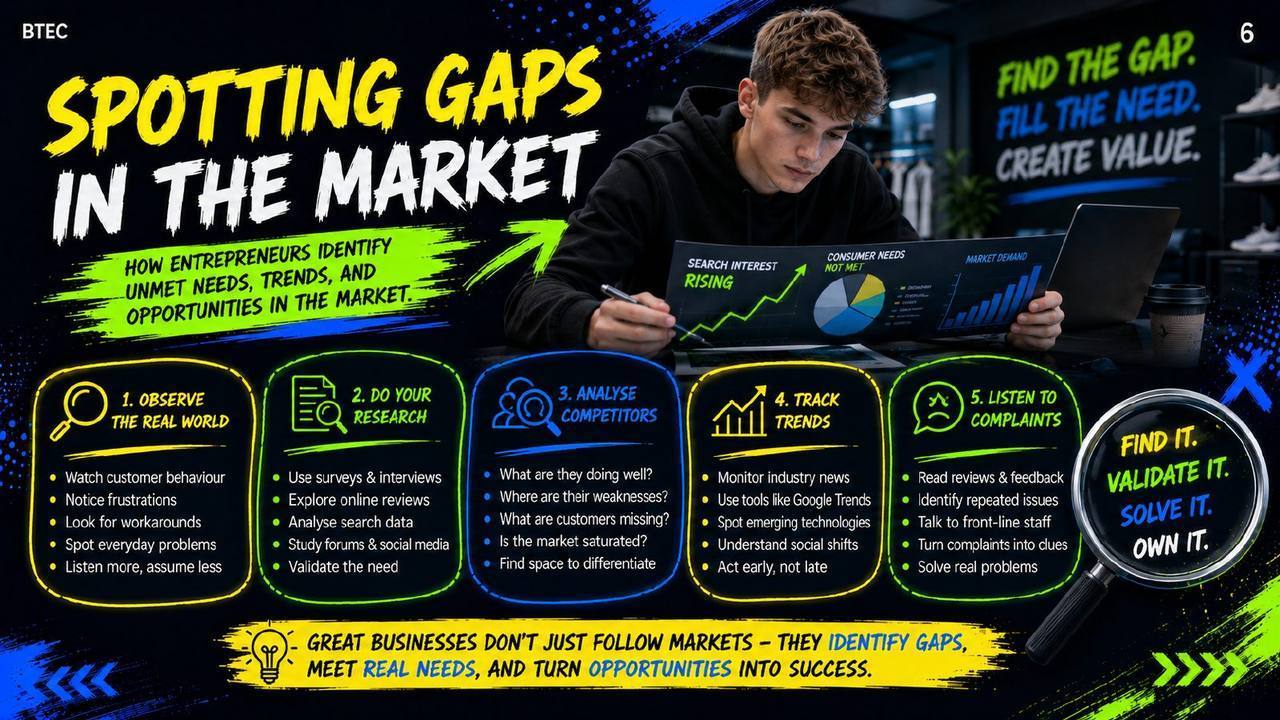 BTEC
6
SPOTTING GAPS
IN THE MARKET
HOW ENTREPRENEURS IDENTIFY
UNMET NEEDS, TRENDS, AND
OPPORTUNITIES IN THE MARKET.
FIND THE GAP.
FILL THE NEED.
CREATE VALUE.
SEARCH INTEREST
RISING
CONSUMER NEEDS
NOT MET
MARKET DEMAND
1. OBSERVE
THE REAL WORLD
Watch customer behaviour
Notice frustrations
Look for workarounds
Spot everyday problems
Listen more, assume less
2. DO YOUR
RESEARCH
Use surveys & interviews
Explore online reviews
Analyse search data
Study forums & social media
Validate the need
3. ANALYSE
COMPETITORS
What are they doing well?
Where are their weaknesses?
What are customers missing?
Is the market saturated?
Find space to differentiate
4. TRACK
TRENDS
Monitor industry news
Use tools like Google Trends
Spot emerging technologies
Understand social shifts
Act early, not late
5. LISTEN TO
COMPLAINTS
Read reviews & feedback
Identify repeated issues
Talk to front-line staff
Turn complaints into clues
Solve real problems
FIND IT.
VALIDATE IT.
SOLVE IT.
OWN IT.
GREAT BUSINESSES DON'T JUST FOLLOW MARKETS – THEY IDENTIFY GAPS,
MEET REAL NEEDS, AND TURN OPPORTUNITIES INTO SUCCESS.